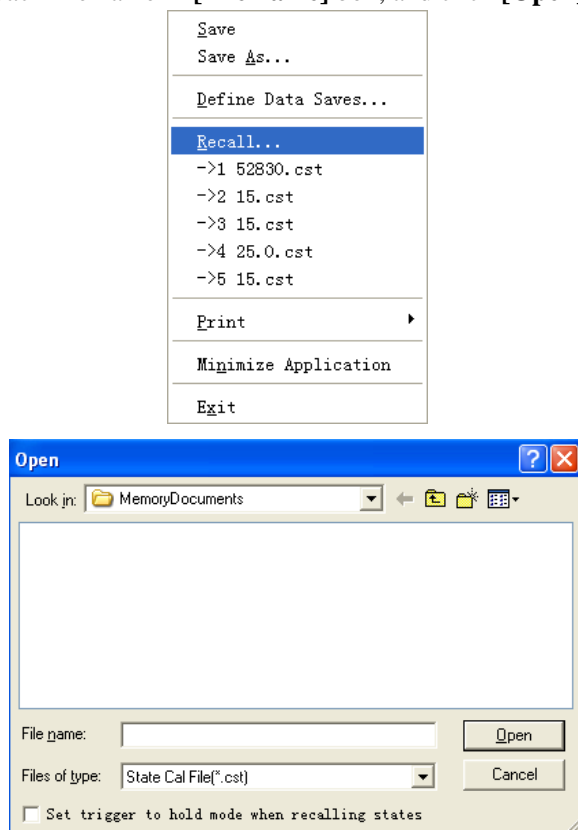 Save
Save As...
Define Data Saves...
Recall...
->1 52830.cst
->2 15.cst
->3 15.cst
->4 25.0.cst
->5 15.cst
Print
Minimize Application
Exit
Open
Look in: MemoryDocuments
File name:
Open
Files of type: State Cal File(*.cst)
Cancel
Set trigger to hold mode when recalling states